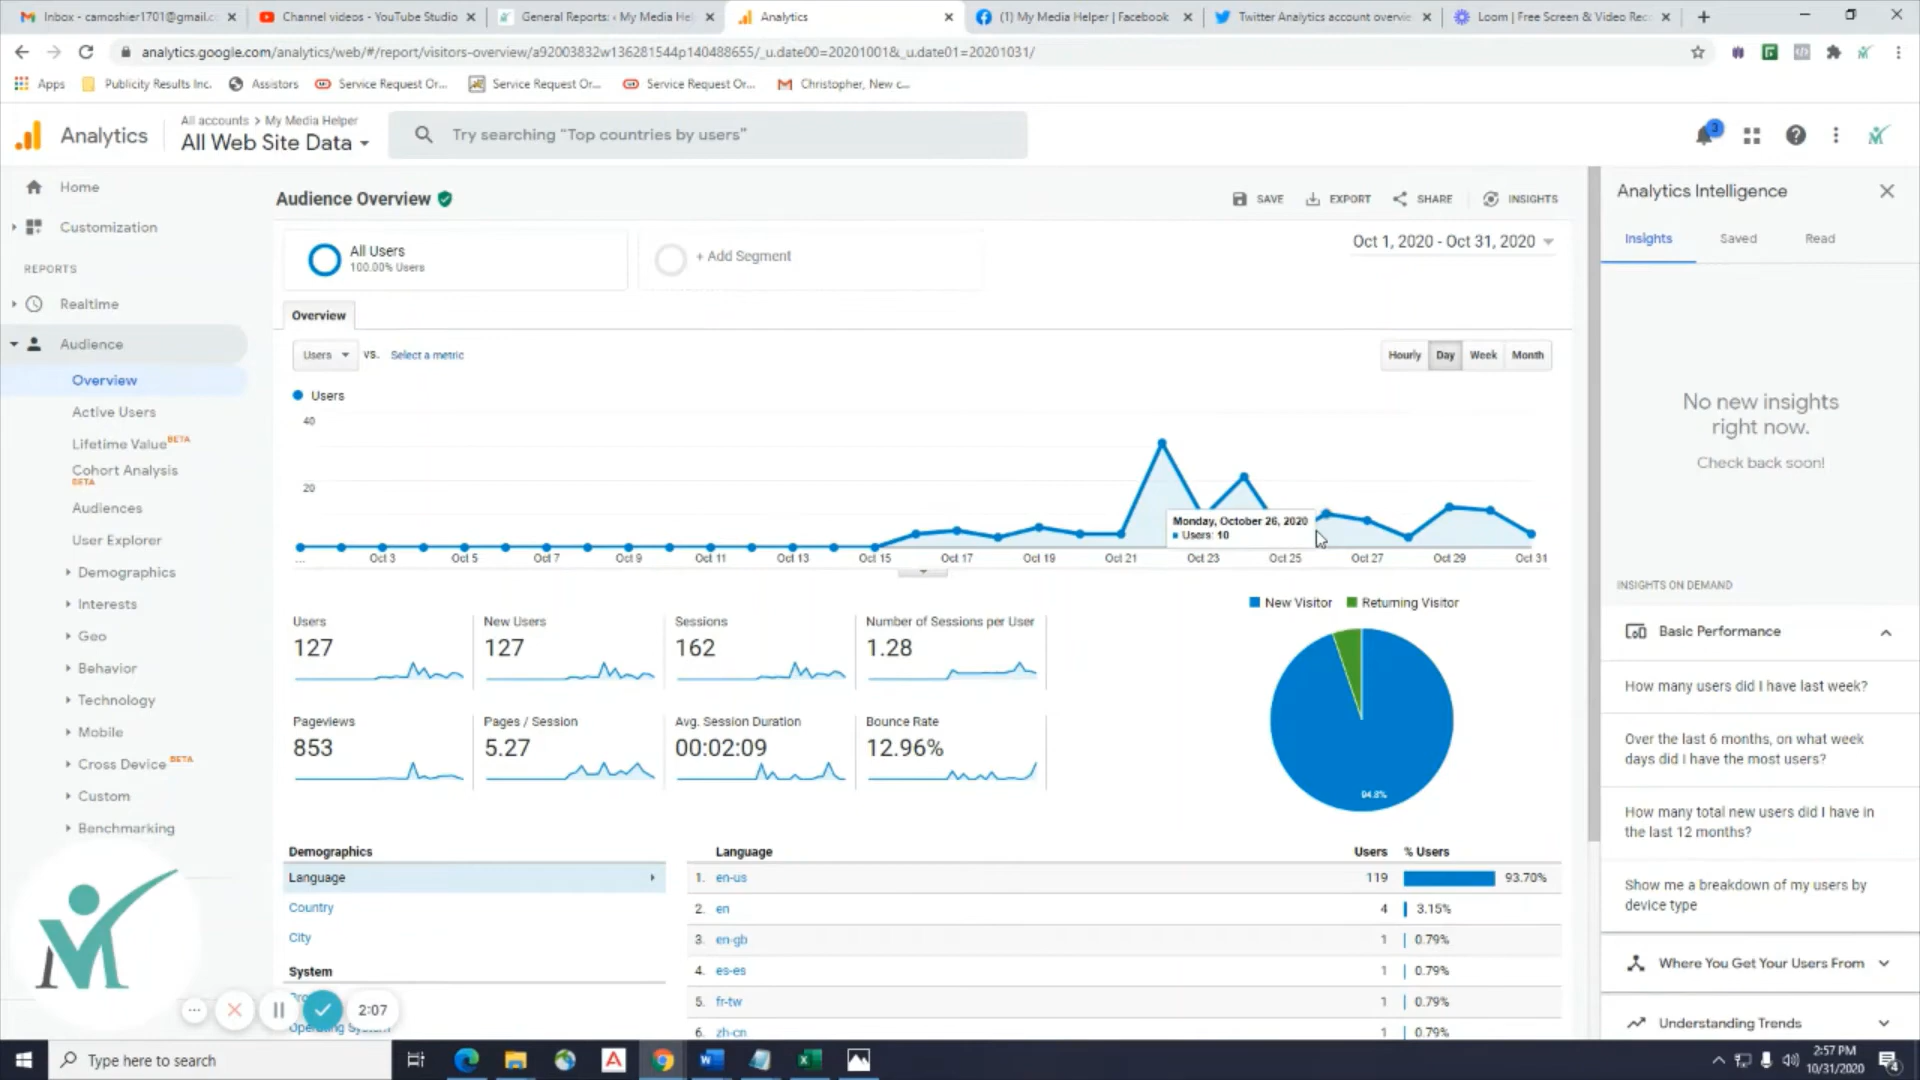 Inbox - camoshier1701@gmail.c
Channel videos - YouTube Studio
General Reports: ‹ My Media Hel
Analytics
(1) My Media Helper | Facebook
Twitter Analytics account overvie
Loom | Free Screen & Video Rec
analytics.google.com/analytics/web/#/report/visitors-overview/a92003832w136281544p140488655/_u.date00=20201001&_u.date01=20201031/
Apps
Publicity Results Inc.
Assistors
Service Request Or...
Service Request Or...
Service Request Or...
Christopher, New c...
Analytics
All accounts > My Media Helper
All Web Site Data
Try searching "Top countries by users"
3
Home
Customization
REPORTS
Realtime
Audience
Overview
Active Users
Lifetime Value BETA
Cohort Analysis
BETA
Audiences
User Explorer
Demographics
Interests
Geo
Behavior
Technology
Mobile
Cross Device BETA
Custom
Benchmarking
Audience Overview
SAVE
EXPORT
SHARE
INSIGHTS
All Users
100.00% Users
+ Add Segment
Oct 1, 2020 - Oct 31, 2020
Overview
Users
VS.
Select a metric
Hourly
Day
Week
Month
Users
40
20
Monday, October 26, 2020
Users: 10
...
Oct 3
Oct 5
Oct 7
Oct 9
Oct 11
Oct 13
Oct 15
Oct 17
Oct 19
Oct 21
Oct 23
Oct 25
Oct 27
Oct 29
Oct 31
Users
127
New Users
127
Sessions
162
Number of Sessions per User
1.28
Pageviews
853
Pages / Session
5.27
Avg. Session Duration
00:02:09
Bounce Rate
12.96%
New Visitor
Returning Visitor
94.8%
Demographics
Language
Country
City
System
Operating System
Language Users % Users
1. en-us 119 93.70%
2. en 4 3.15%
3. en-gb 1 0.79%
4. es-es 1 0.79%
5. fr-tw 1 0.79%
6. zh-cn 1 0.79%
Analytics Intelligence
Insights
Saved
Read
No new insights
right now.
Check back soon!
INSIGHTS ON DEMAND
Basic Performance
How many users did I have last week?
Over the last 6 months, on what week
days did I have the most users?
How many total new users did I have in
the last 12 months?
Show me a breakdown of my users by
device type
Where You Get Your Users From
Understanding Trends
2:07
Type here to search
2:57 PM
10/31/2020
4